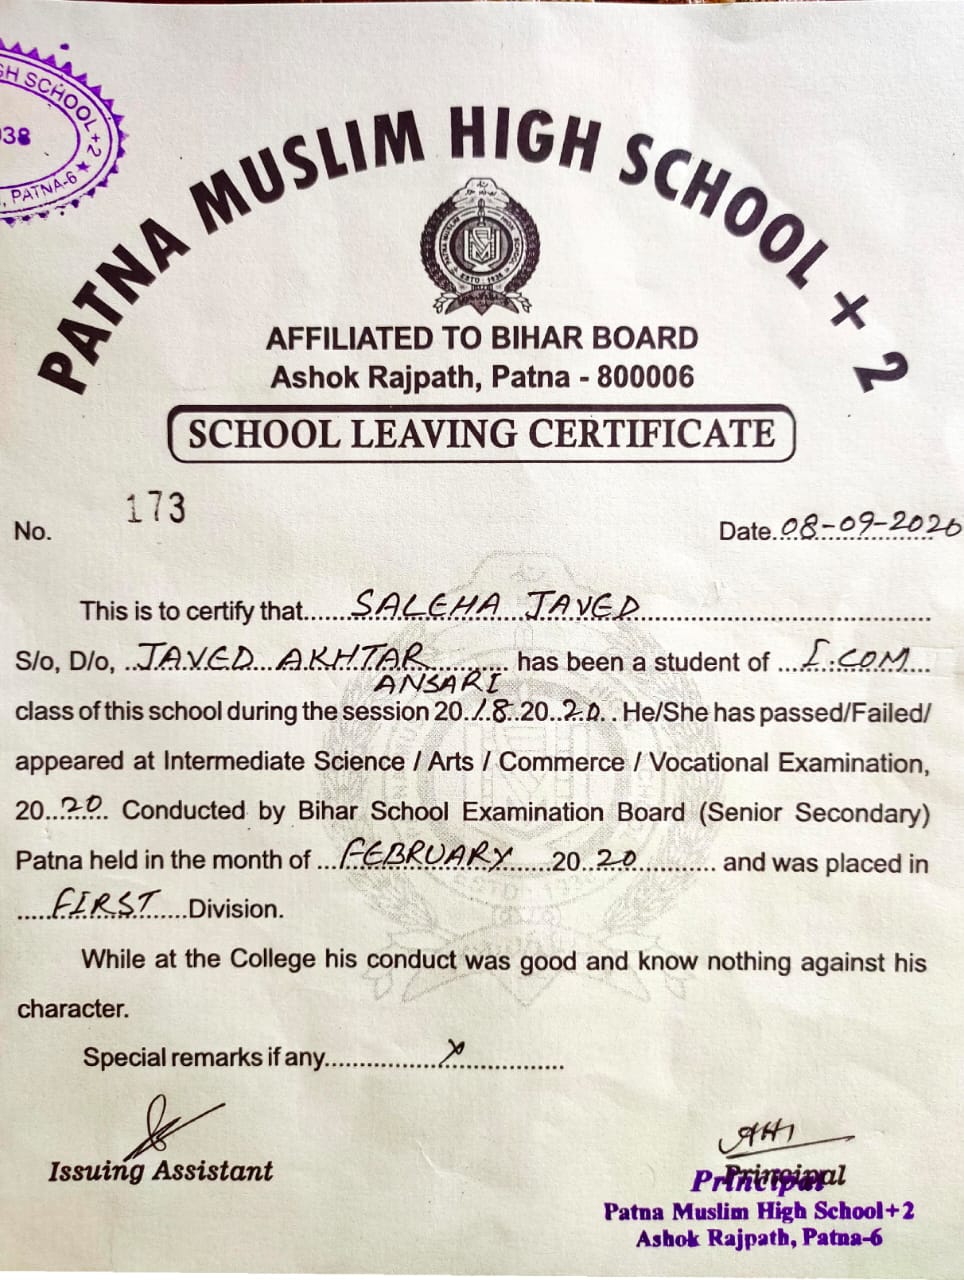 GH SCHOOL+2
938
, PATNA-6 ★
PATNA MUSLIM HIGH SCHOOL + 2
ESTD - 1938
AFFILIATED TO BIHAR BOARD
Ashok Rajpath, Patna - 800006
SCHOOL LEAVING CERTIFICATE
No. 173
Date. 08-09-2020
This is to certify that......SALEHA JAVED..............................
S/o, D/o, ..JAVED AKHTAR........... has been a student of ...I.COM....
ANSARI
class of this school during the session 20.18..20..20. . He/She has passed/Failed/
appeared at Intermediate Science / Arts / Commerce / Vocational Examination,
20...20.. Conducted by Bihar School Examination Board (Senior Secondary)
Patna held in the month of ...FEBRUARY......20..20............ and was placed in
.....FIRST.....Division.
While at the College his conduct was good and know nothing against his
character.
Special remarks if any...............x...............
Issuing Assistant
Principal
Principal
Patna Muslim High School+2
Ashok Rajpath, Patna-6